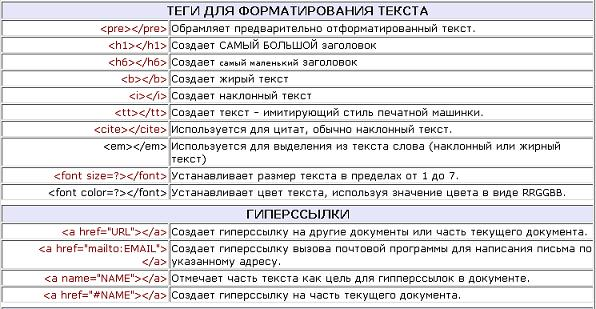 ТЕГИ ДЛЯ ФОРМАТИРОВАНИЯ ТЕКСТА
<pre></pre> Обрамляет предварительно отформатированный текст.
<h1></h1> Создает САМЫЙ БОЛЬШОЙ заголовок
<h6></h6> Создает самый маленький заголовок
<b></b> Создает жирый текст
<i></i> Создает наклонный текст
<tt></tt> Создает текст – имитирующий стиль печатной машинки.
<cite></cite> Используется для цитат, обычно наклонный текст.
<em></em> Используется для выделения из текста слова (наклонный или жирный
текст)
<font size=?></font> Устанавливает размер текста в пределах от 1 до 7.
<font color=?></font> Устанавливает цвет текста, используя значение цвета в виде RRGGBB.
ГИПЕРССЫЛКИ
<a href="URL"></a> Создает гиперссылку на другие документы или часть текущего документа.
<a href="mailto:EMAIL"> Создает гиперссылку вызова почтовой программы для написания письма по
</a> указанному адресу.
<a name="NAME"></a> Отмечает часть текста как цель для гипперссылок в документе.
<a href="#NAME"></a> Создает гиперссылку на часть текущего документа.